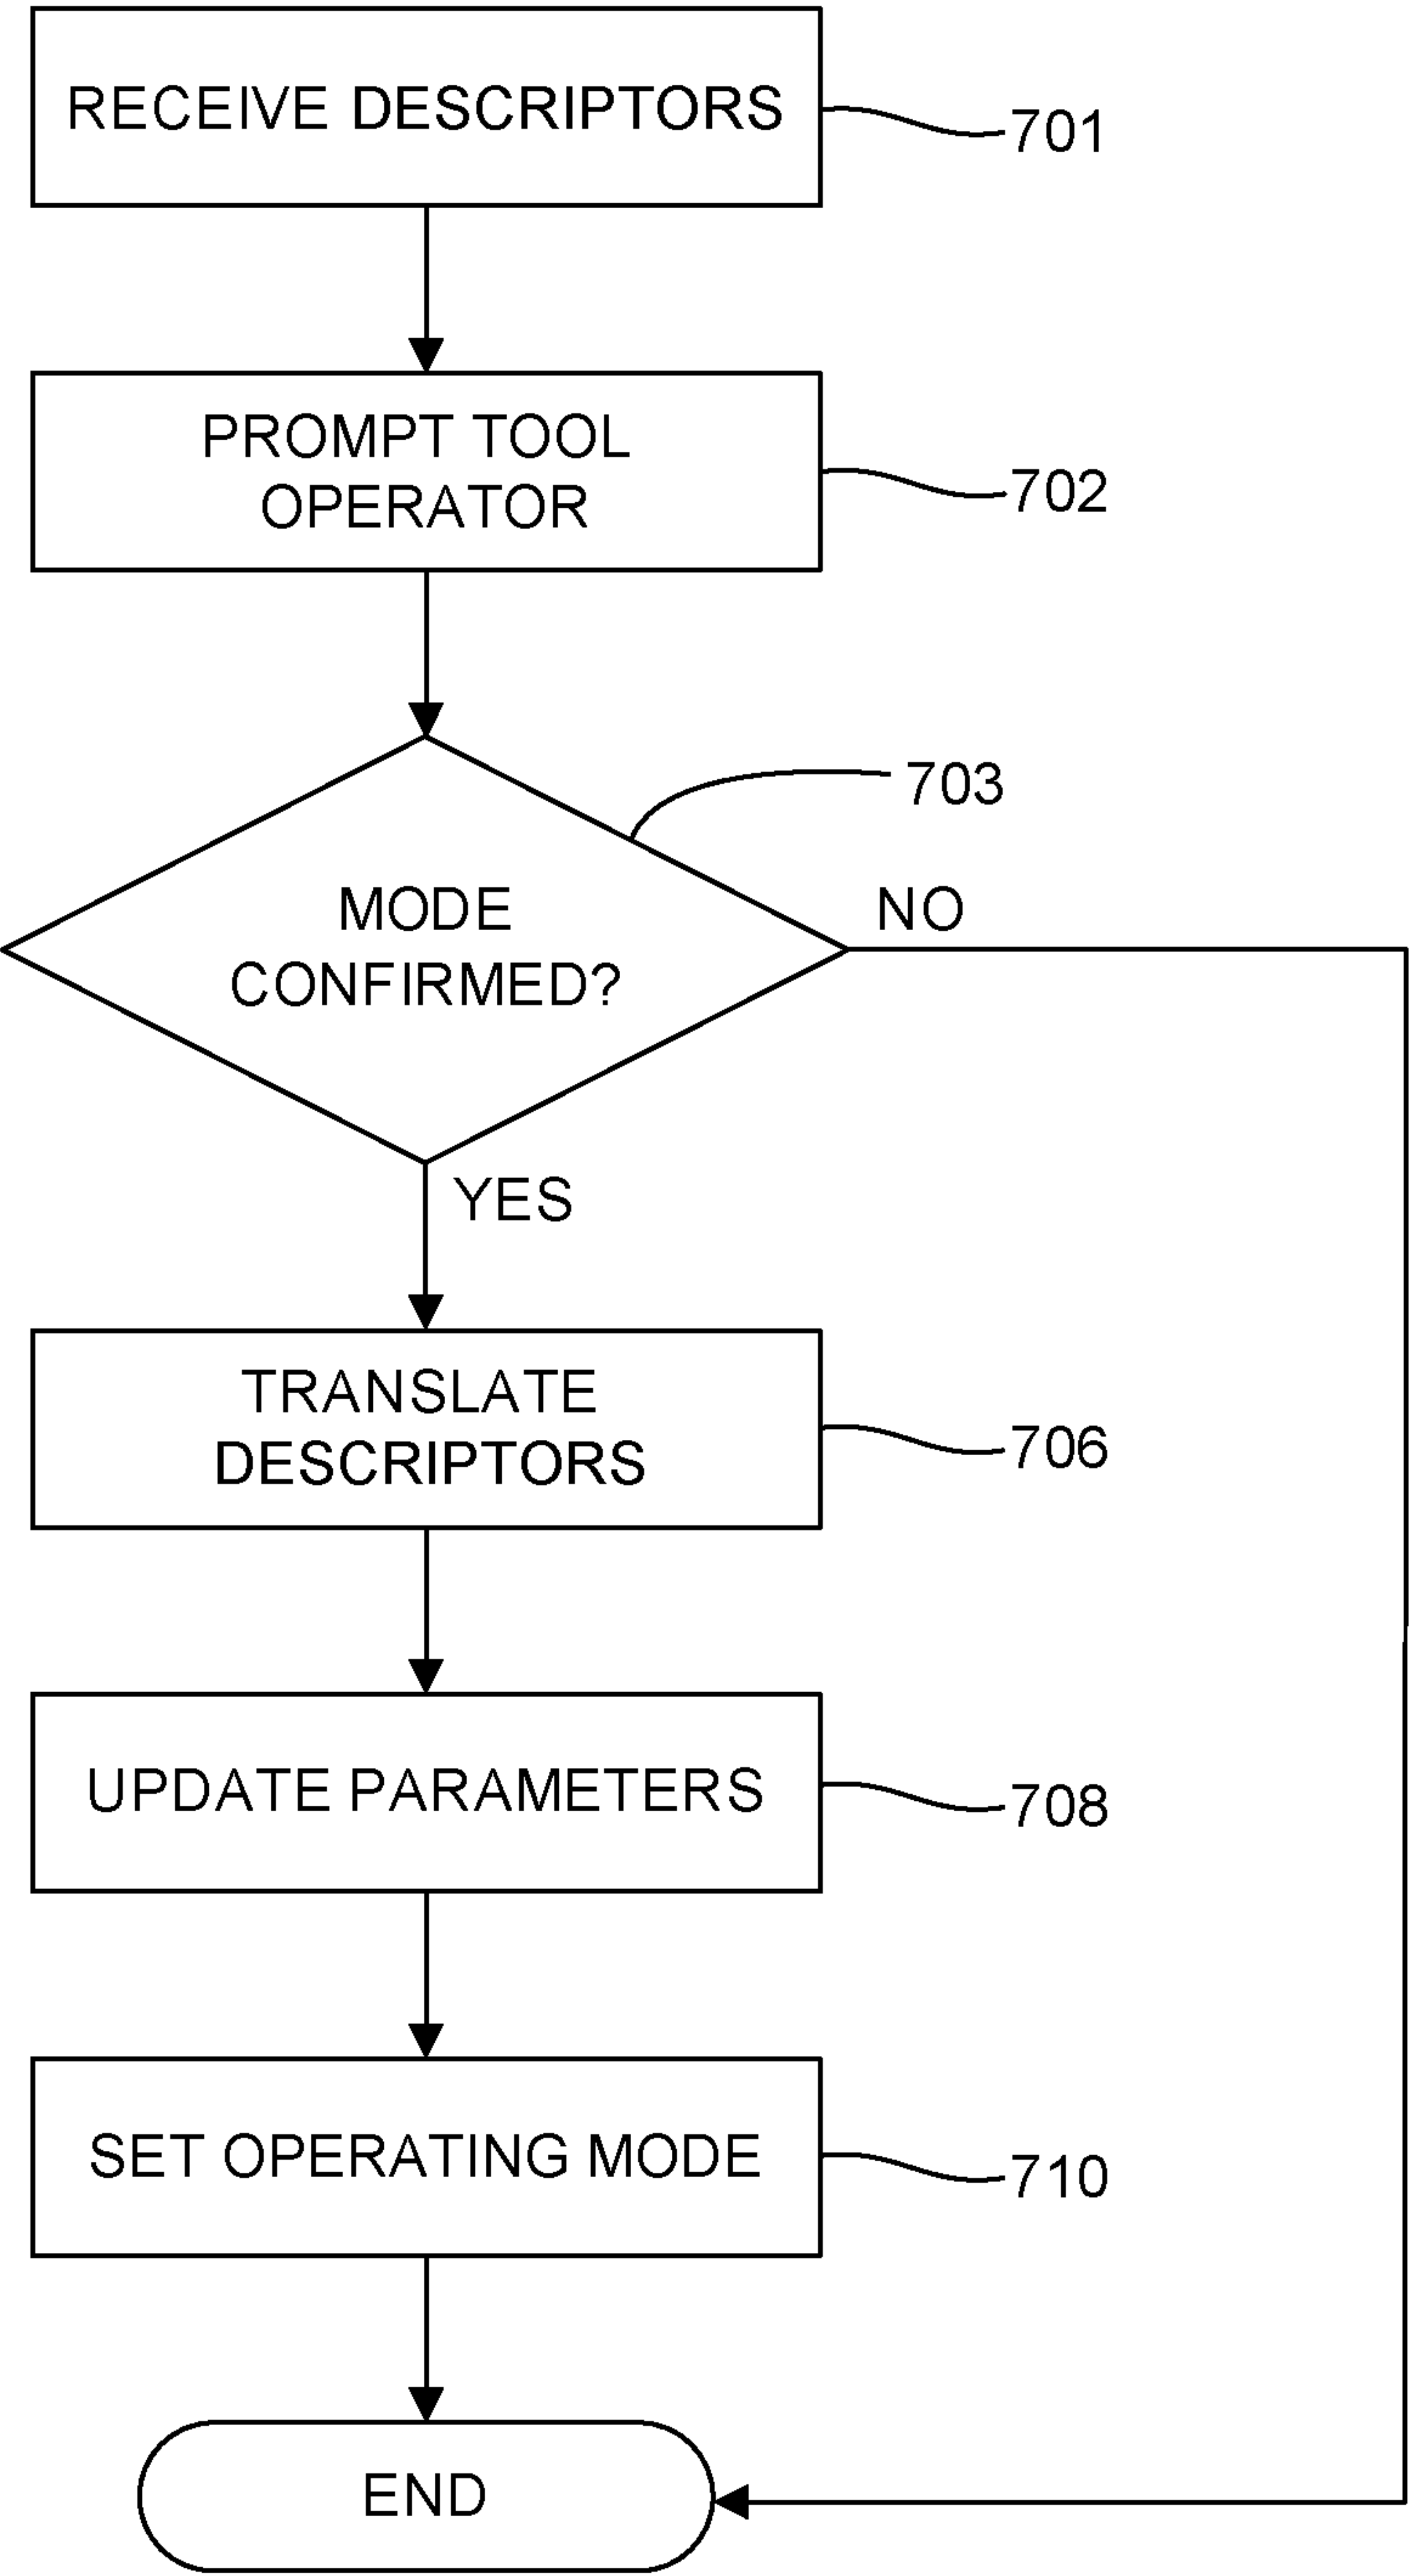 RECEIVE DESCRIPTORS
701
PROMPT TOOL
OPERATOR
702
703
MODE
CONFIRMED?
NO
YES
TRANSLATE
DESCRIPTORS
706
UPDATE PARAMETERS
708
SET OPERATING MODE
710
END